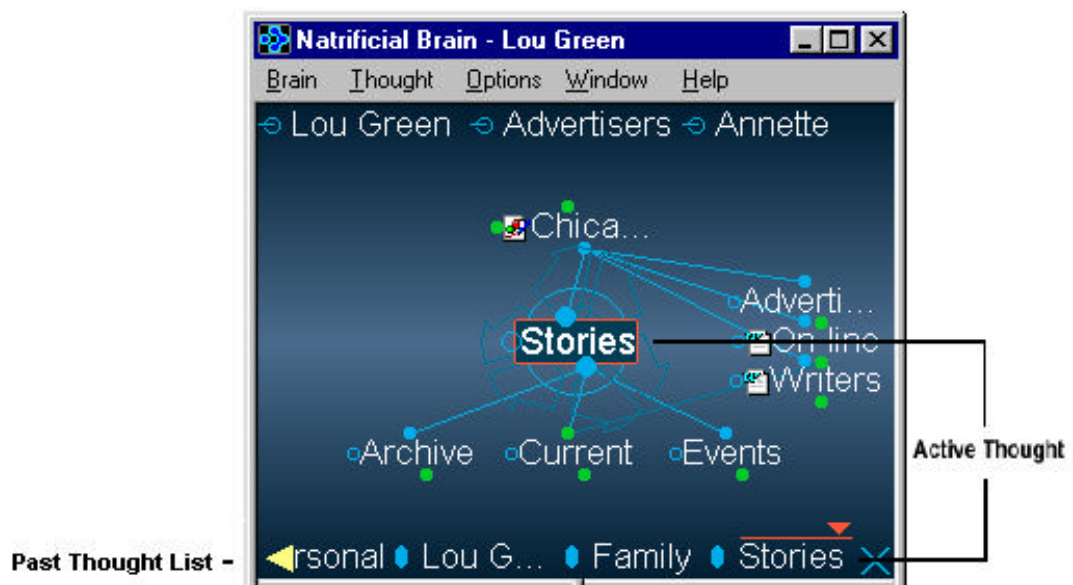 Natrificial Brain - Lou Green
Brain Thought Options Window Help
Lou Green Advertisers Annette
Chica...
Adverti...
Stories
On-line
Writers
Archive Current Events
Active Thought
Past Thought List - rsonal Lou G... Family Stories